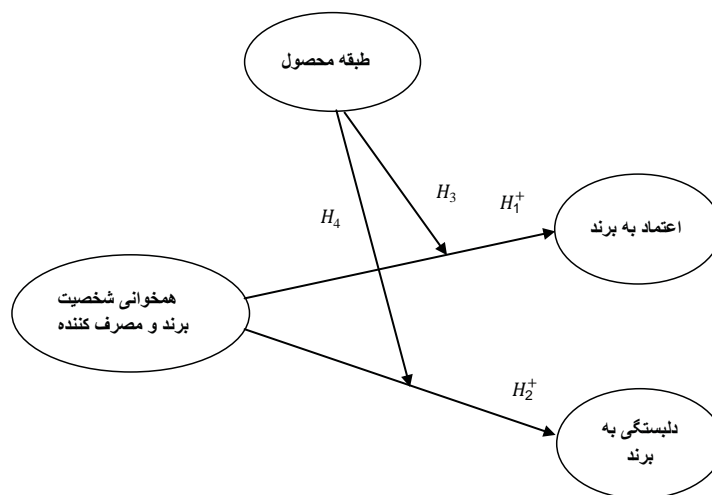 طبقه محصول
H₃
H₁⁺
H₄
اعتماد به برند
همخوانی شخصیت
برند و مصرف کننده
H₂⁺
دلبستگی به
برند